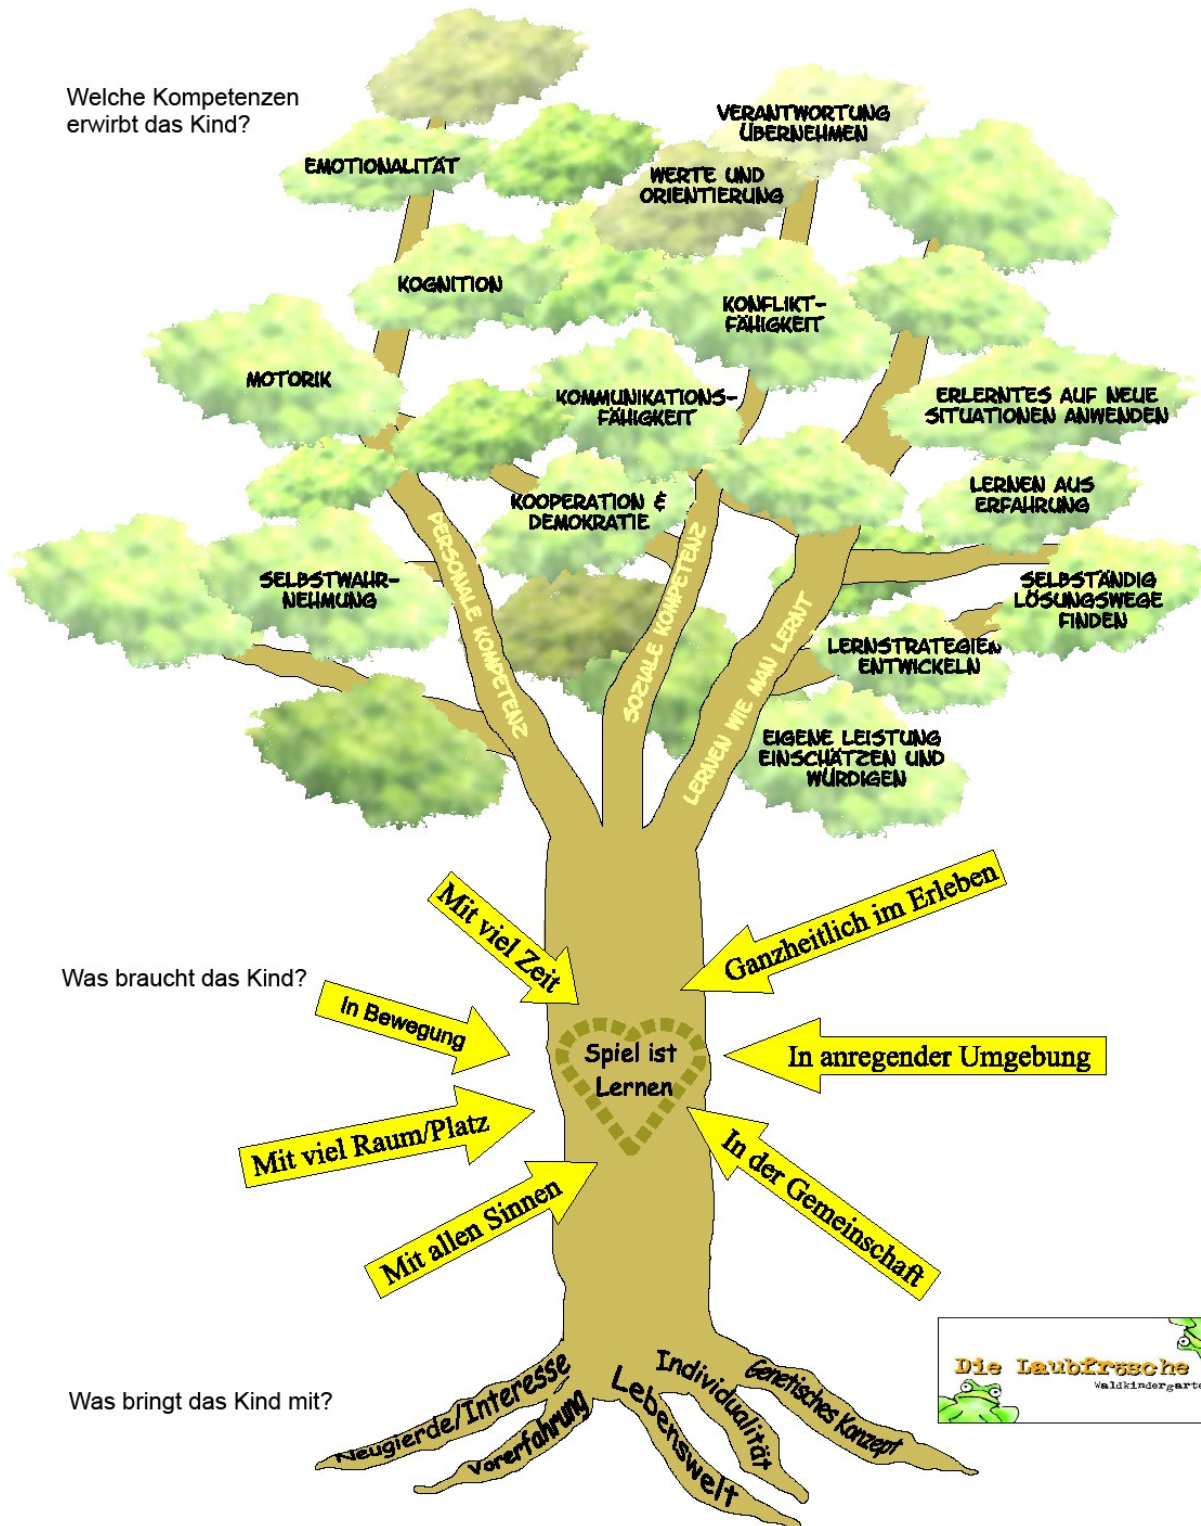 Welche Kompetenzen
erwirbt das Kind?
VERANTWORTUNG
ÜBERNEHMEN
EMOTIONALITÄT
WERTE UND
ORIENTIERUNG
KOGNITION
KONFLIKT-
FÄHIGKEIT
MOTORIK
KOMMUNIKATIONS-
FÄHIGKEIT
ERLERNTES AUF NEUE
SITUATIONEN ANWENDEN
KOOPERATION &
DEMOKRATIE
LERNEN AUS
ERFAHRUNG
SELBSTWAHR-
NEHMUNG
SELBSTÄNDIG
LÖSUNGSWEGE
FINDEN
LERNSTRATEGIEN
ENTWICKELN
EIGENE LEISTUNG
EINSCHÄTZEN UND
WÜRDIGEN
PERSONALE KOMPETENZ
SOZIALE KOMPETENZ
LERNEN WIE MAN LERNT
Was braucht das Kind?
Mit viel Zeit
Ganzheitlich im Erleben
In Bewegung
In anregender Umgebung
Spiel ist
Lernen
Mit viel Raum/Platz
Mit allen Sinnen
In der Gemeinschaft
Was bringt das Kind mit?
Neugierde/Interesse
Vorerfahrung
Lebenswelt
Individualität
Genetisches Konzept
Die Laubfrösche
Waldkindergarte